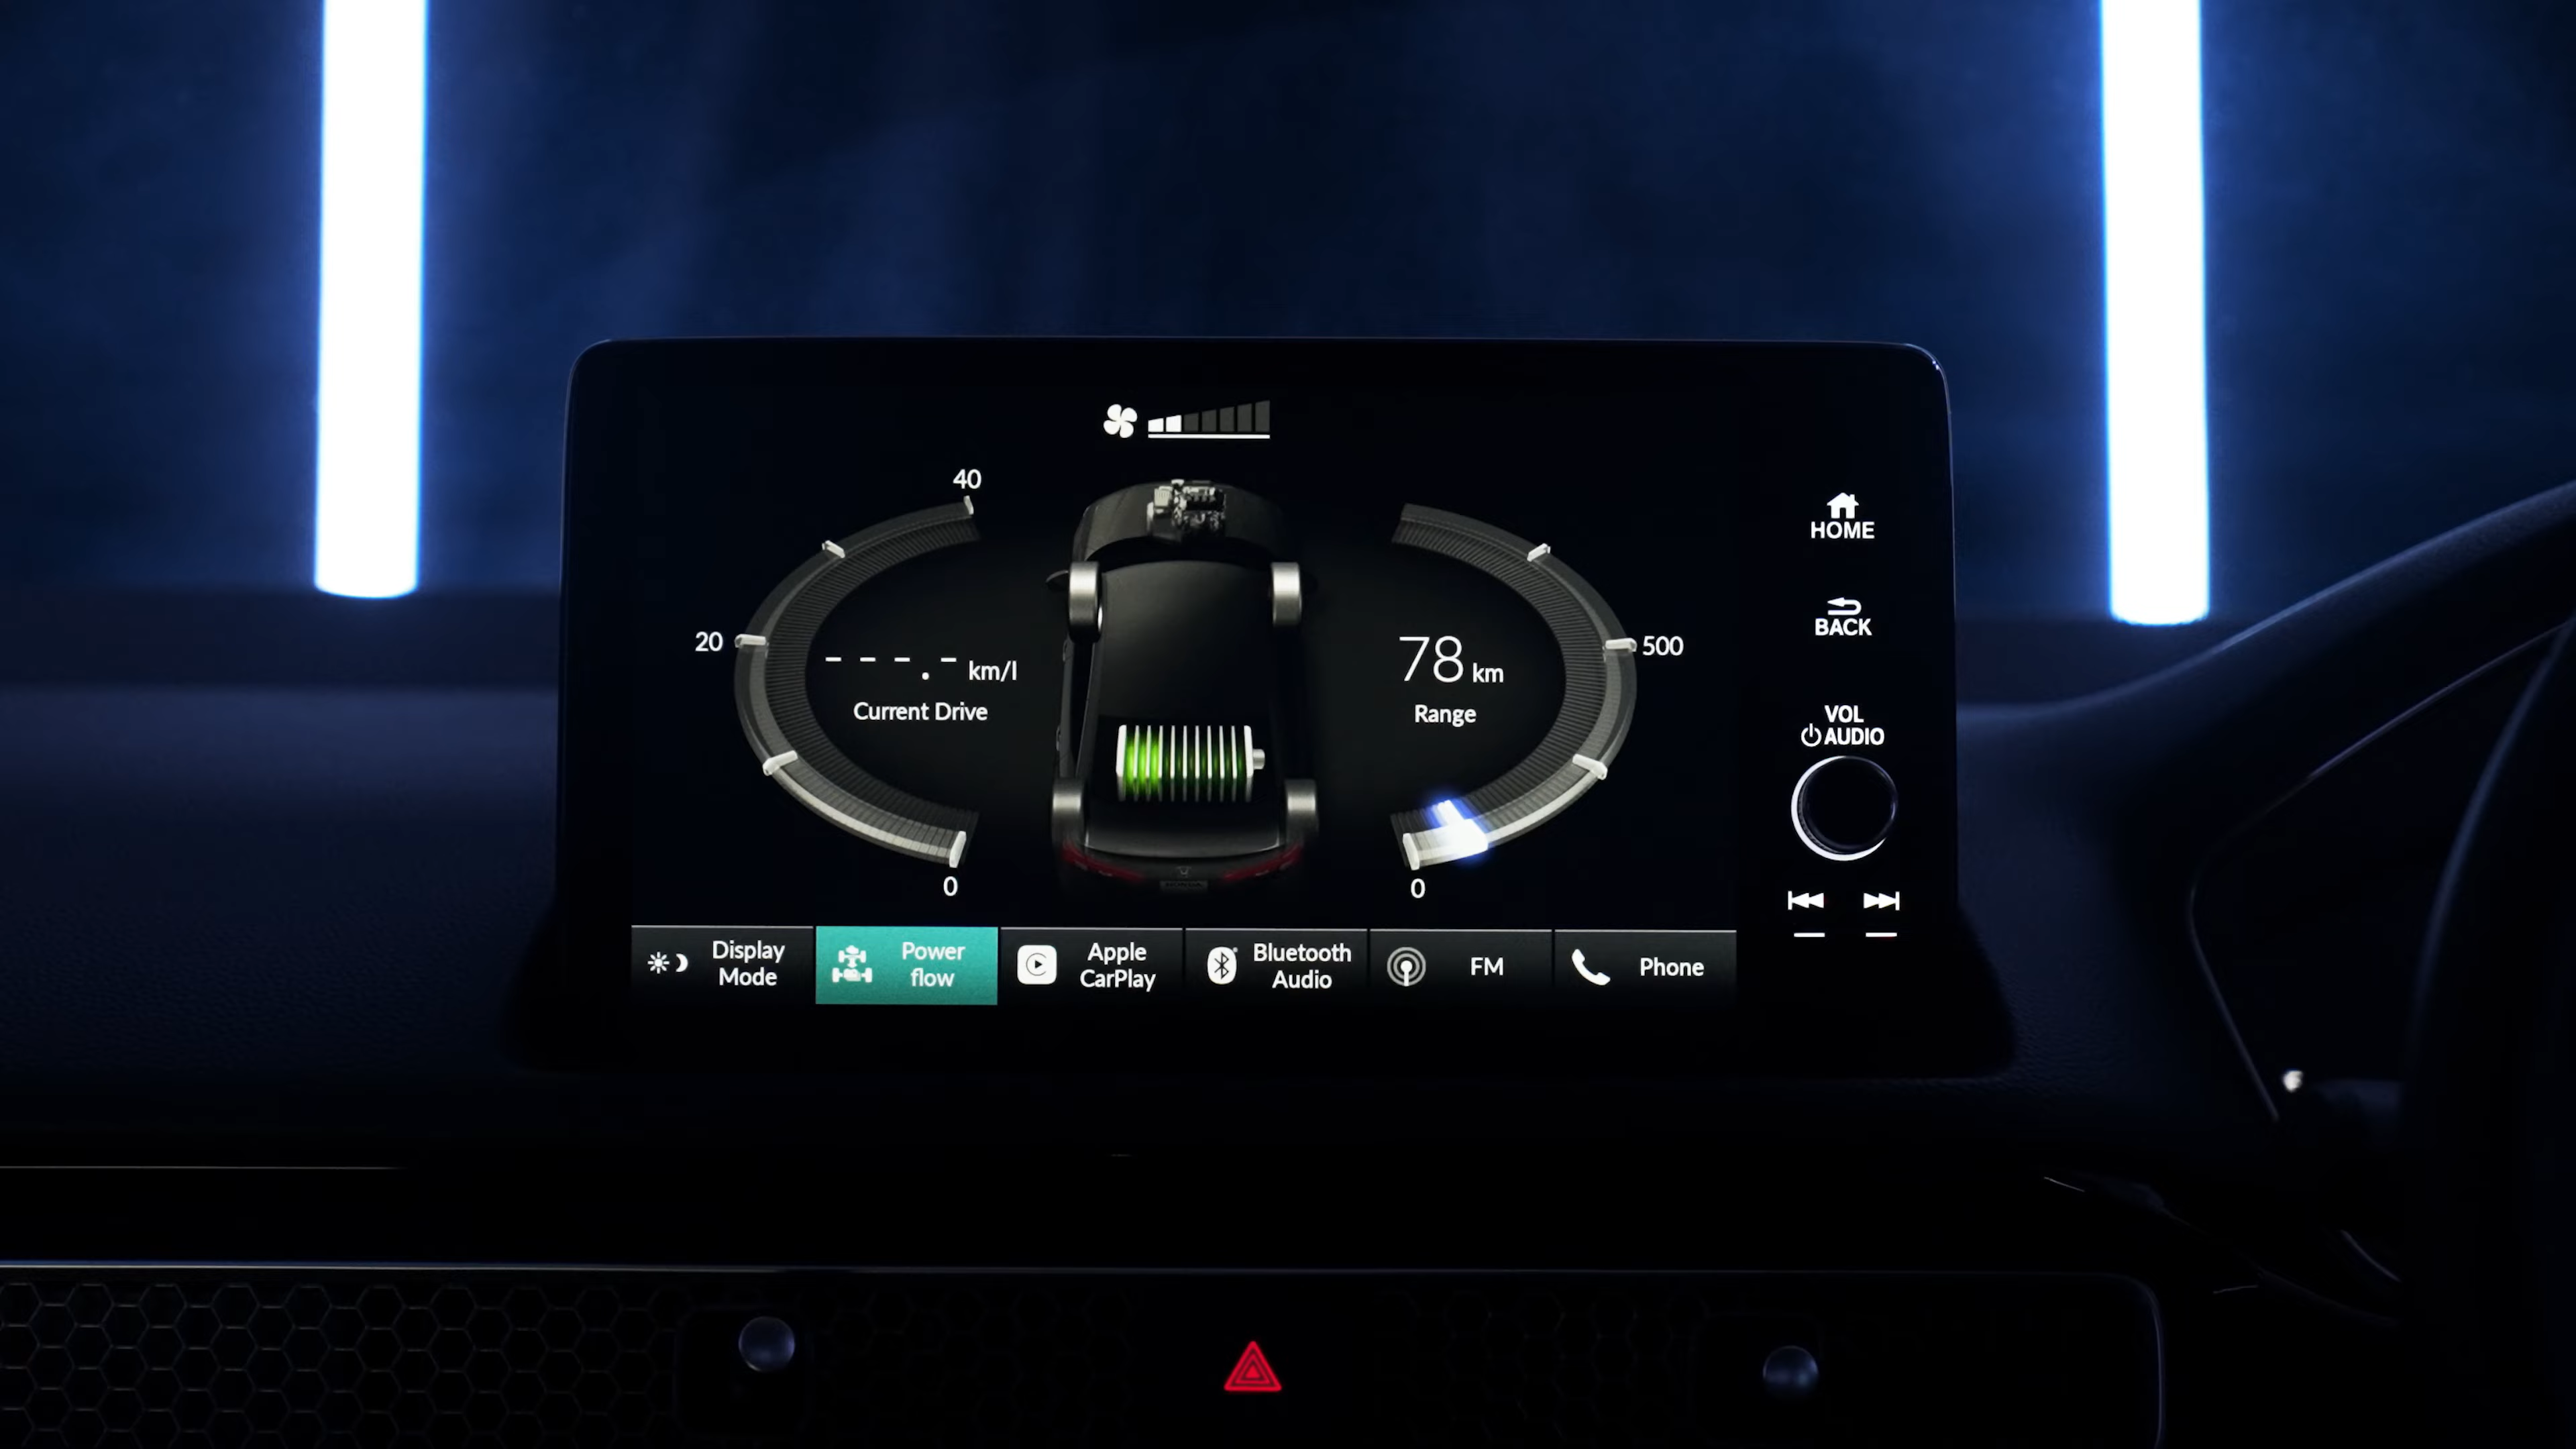 40
20
- - - . - km/l
Current Drive
0
78 km
Range
500
0
HOME
BACK
VOL
AUDIO
HONDA
Display
Mode
Power
flow
Apple
CarPlay
Bluetooth
Audio
FM
Phone